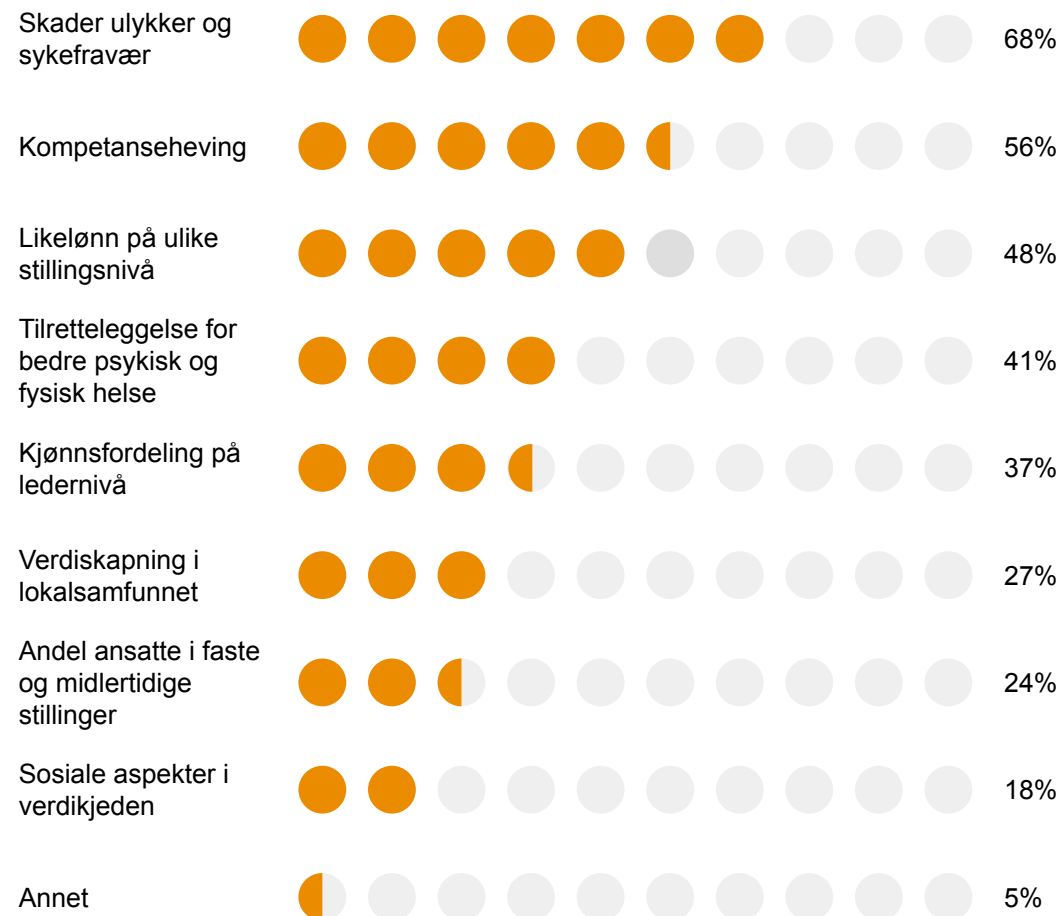 Skader ulykker og
sykefravær
68%
Kompetanseheving
56%
Likelønn på ulike
stillingsnivå
48%
Tilretteleggelse for
bedre psykisk og
fysisk helse
41%
Kjønnsfordeling på
ledernivå
37%
Verdiskapning i
lokalsamfunnet
27%
Andel ansatte i faste
og midlertidige
stillinger
24%
Sosiale aspekter i
verdikjeden
18%
Annet
5%